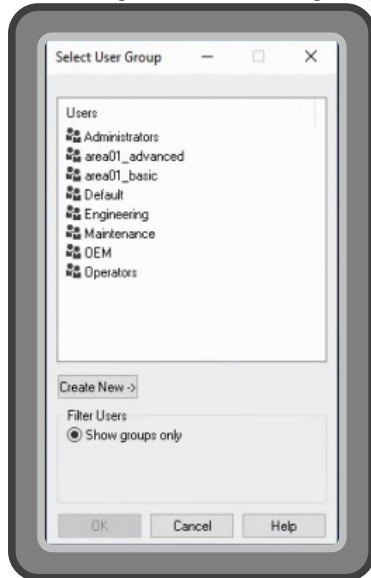 Select User Group
Users
Administrators
area01_advanced
area01_basic
Default
Engineering
Maintenance
OEM
Operators
Create New ->
Filter Users
Show groups only
OK Cancel Help